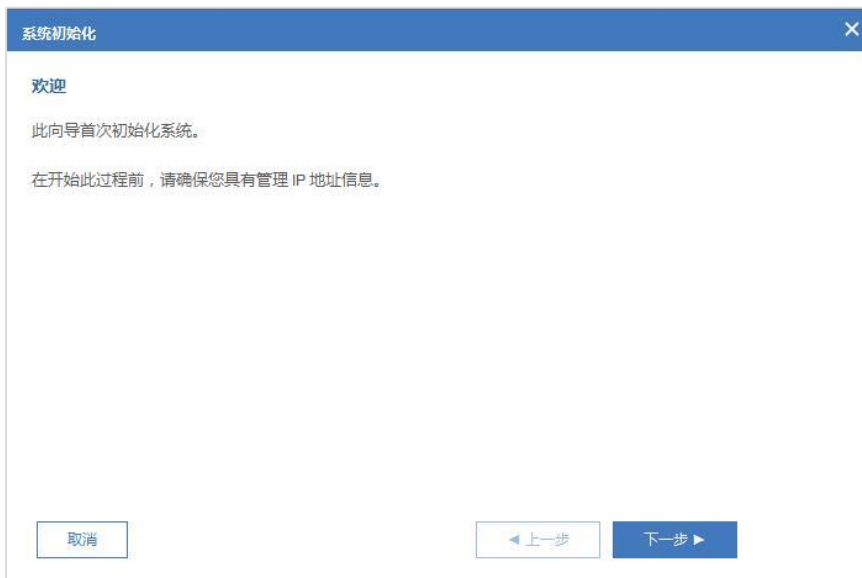 系统初始化
欢迎
此向导首次初始化系统。
在开始此过程前，请确保您具有管理 IP 地址信息。
取消
◄ 上一步
下一步 ►